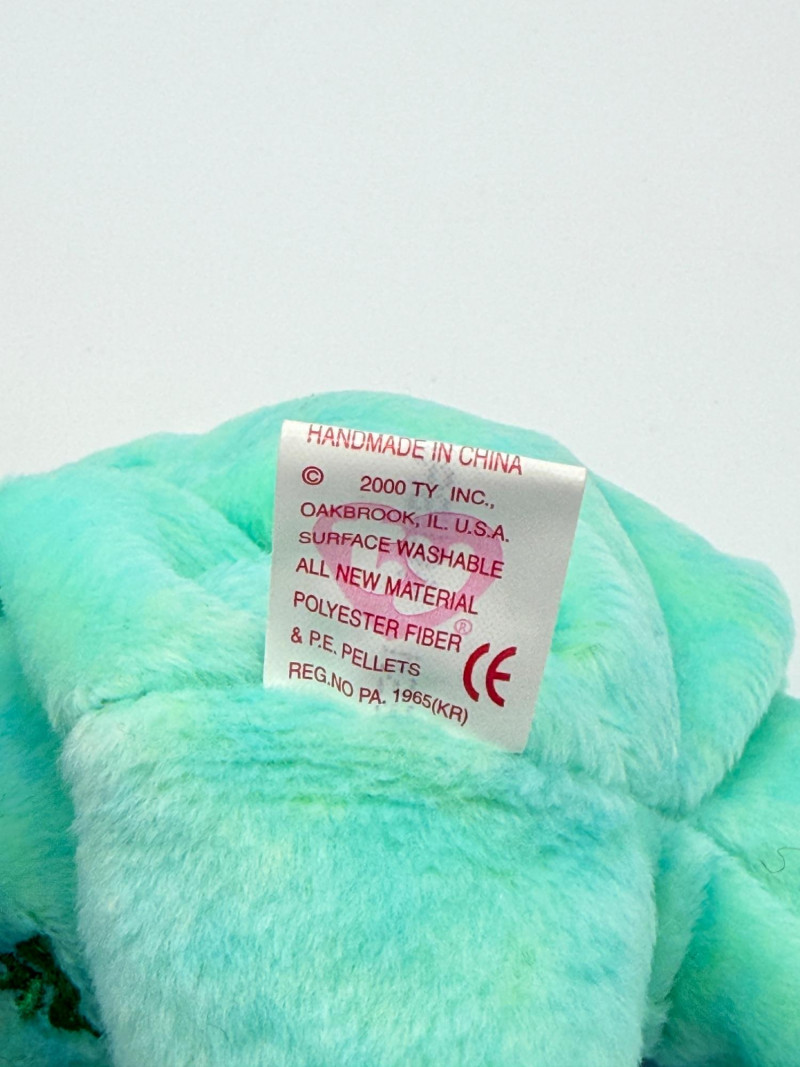 HANDMADE IN CHINA
© 2000 TY INC.,
OAKBROOK, IL. U.S.A.
SURFACE WASHABLE
ALL NEW MATERIAL
POLYESTER FIBER ®
& P.E. PELLETS CE
REG.NO PA. 1965(KR)